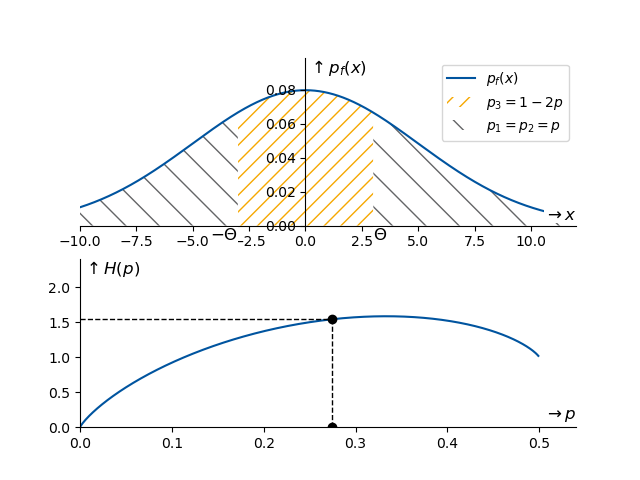 ↑ p_f(x)
0.08
0.06
0.04
0.02
0.00
p_f(x)
p_3 = 1 − 2p
p_1 = p_2 = p
→ x
−10.0 −7.5 −5.0 −2.5 0.0 2.5 5.0 7.5 10.0
−Θ Θ
↑ H(p)
2.0
1.5
1.0
0.5
0.0
→ p
0.0 0.1 0.2 0.3 0.4 0.5